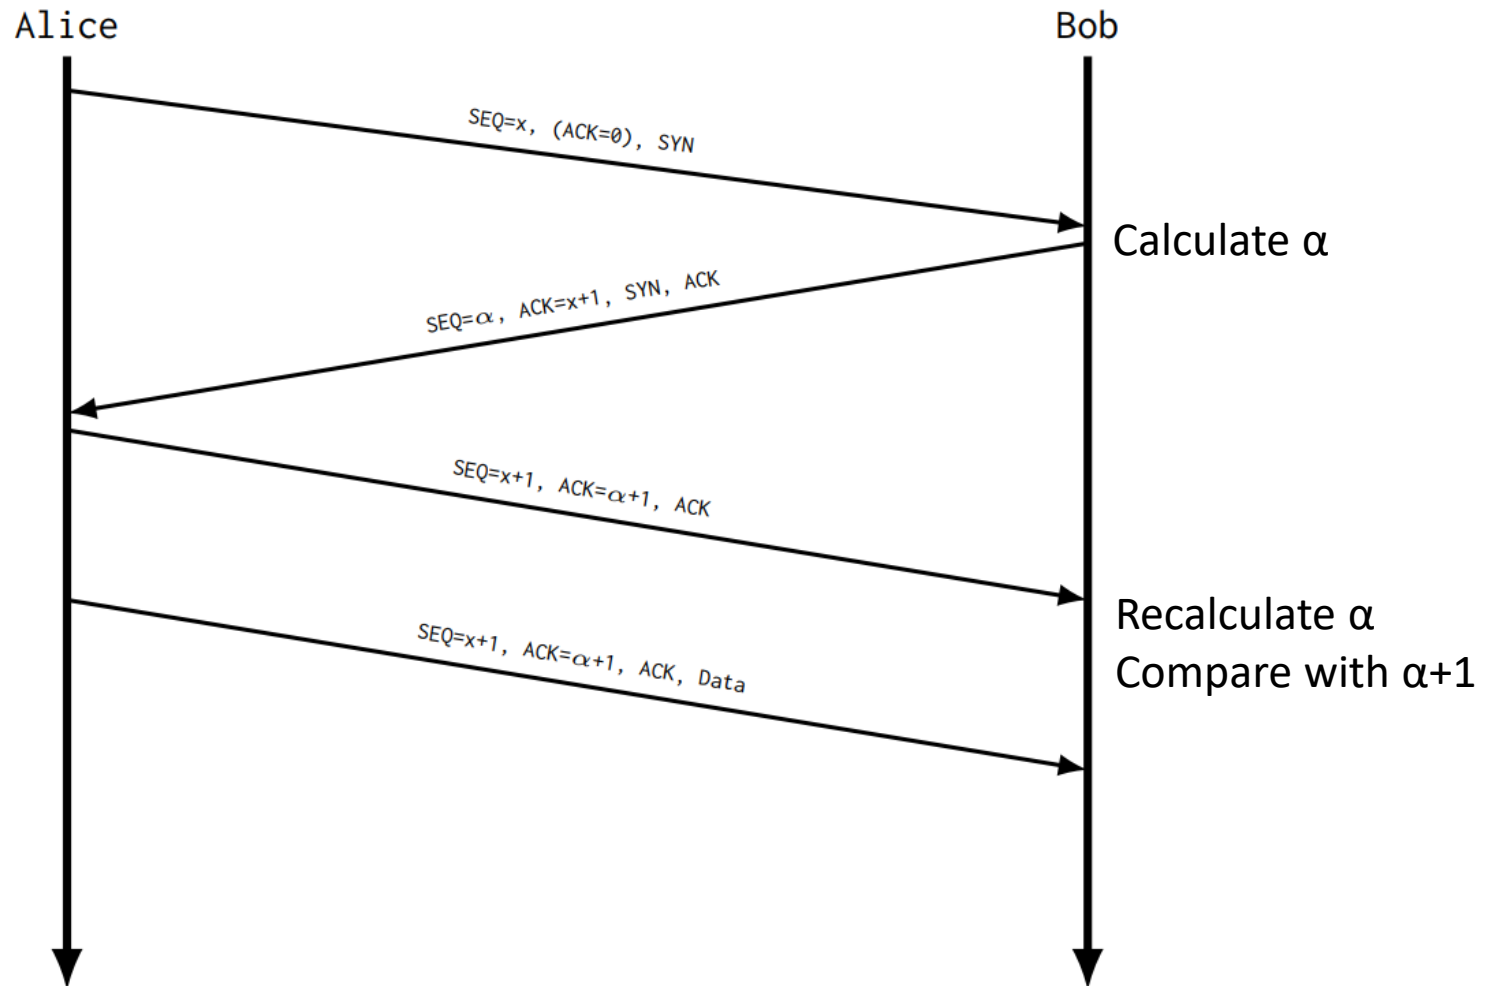 Alice
Bob
SEQ=x, (ACK=0), SYN
Calculate α
SEQ=α, ACK=x+1, SYN, ACK
SEQ=x+1, ACK=α+1, ACK
Recalculate α
Compare with α+1
SEQ=x+1, ACK=α+1, ACK, Data